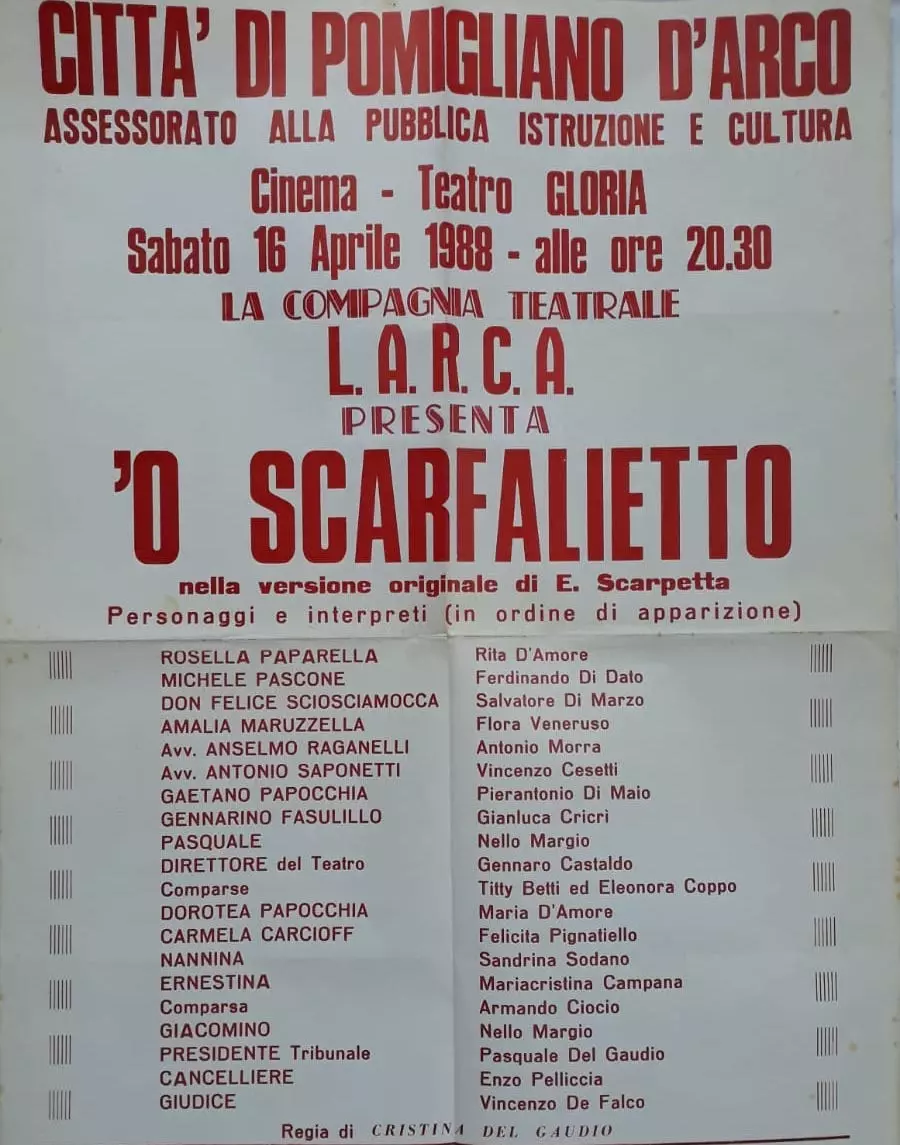 CITTA' DI POMIGLIANO D'ARCO
ASSESSORATO ALLA PUBBLICA ISTRUZIONE E CULTURA
Cinema - Teatro GLORIA
Sabato 16 Aprile 1988 - alle ore 20.30
LA COMPAGNIA TEATRALE
L.A.R.C.A.
PRESENTA
'O SCARFALIETTO
nella versione originale di E. Scarpetta
Personaggi e interpreti (in ordine di apparizione)
ROSELLA PAPARELLA Rita D'Amore
MICHELE PASCONE Ferdinando Di Dato
DON FELICE SCIOSCIAMOCCA Salvatore Di Marzo
AMALIA MARUZZELLA Flora Veneruso
Avv. ANSELMO RAGANELLI Antonio Morra
Avv. ANTONIO SAPONETTI Vincenzo Cesetti
GAETANO PAPOCCHIA Pierantonio Di Maio
GENNARINO FASULILLO Gianluca Cricrì
PASQUALE Nello Margio
DIRETTORE del Teatro Gennaro Castaldo
Comparse Titty Betti ed Eleonora Coppo
DOROTEA PAPOCCHIA Maria D'Amore
CARMELA CARCIOFF Felicita Pignatiello
NANNINA Sandrina Sodano
ERNESTINA Mariacristina Campana
Comparsa Armando Ciocio
GIACOMINO Nello Margio
PRESIDENTE Tribunale Pasquale Del Gaudio
CANCELLIERE Enzo Pelliccia
GIUDICE Vincenzo De Falco
Regia di CRISTINA DEL GAUDIO